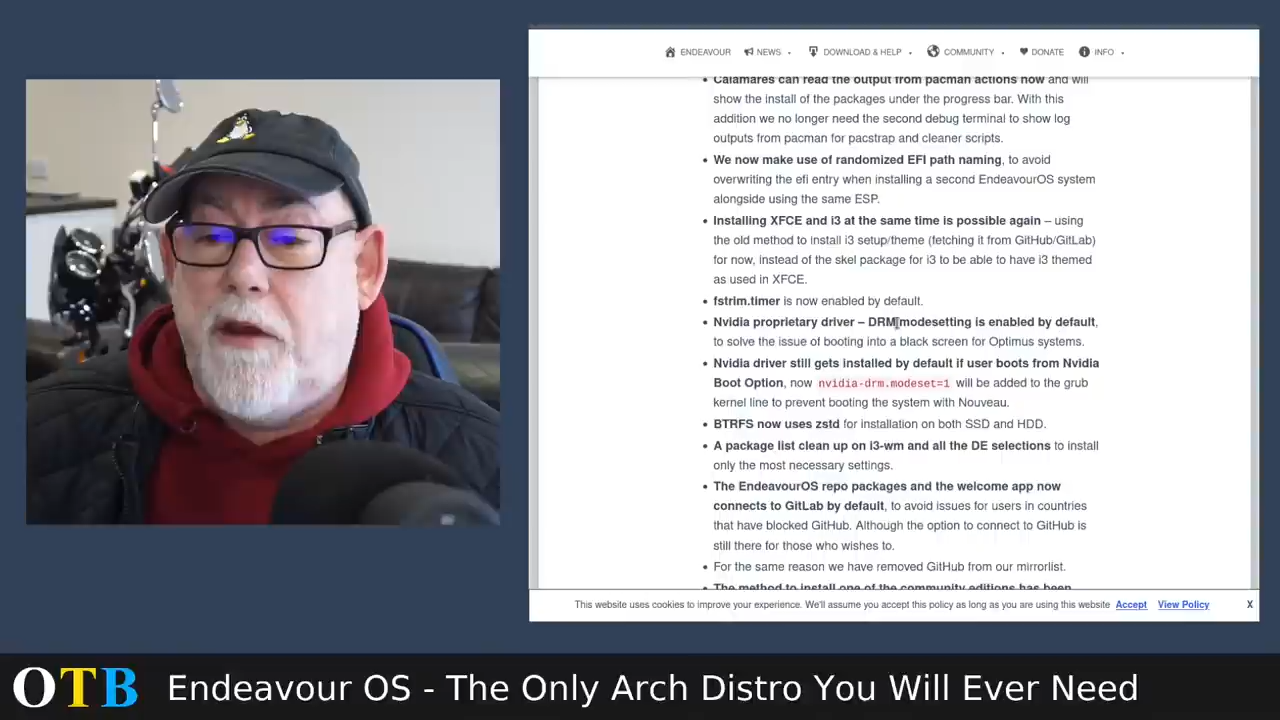 ENDEAVOUR NEWS DOWNLOAD & HELP COMMUNITY DONATE INFO
Calamares can read the output from pacman actions now and will
show the install of the packages under the progress bar. With this
addition we no longer need the second debug terminal to show log
outputs from pacman for pacstrap and cleaner scripts.
We now make use of randomized EFI path naming, to avoid
overwriting the efi entry when installing a second EndeavourOS system
alongside using the same ESP.
Installing XFCE and i3 at the same time is possible again – using
the old method to install i3 setup/theme (fetching it from GitHub/GitLab)
for now, instead of the skel package for i3 to be able to have i3 themed
as used in XFCE.
fstrim.timer is now enabled by default.
Nvidia proprietary driver – DRM modesetting is enabled by default,
to solve the issue of booting into a black screen for Optimus systems.
Nvidia driver still gets installed by default if user boots from Nvidia
Boot Option, now nvidia-drm.modeset=1 will be added to the grub
kernel line to prevent booting the system with Nouveau.
BTRFS now uses zstd for installation on both SSD and HDD.
A package list clean up on i3-wm and all the DE selections to install
only the most necessary settings.
The EndeavourOS repo packages and the welcome app now
connects to GitLab by default, to avoid issues for users in countries
that have blocked GitHub. Although the option to connect to GitHub is
still there for those who wishes to.
For the same reason we have removed GitHub from our mirrorlist.
The method to install one of the community editions has been
This website uses cookies to improve your experience. We'll assume you accept this policy as long as you are using this website Accept View Policy X
OTB Endeavour OS - The Only Arch Distro You Will Ever Need